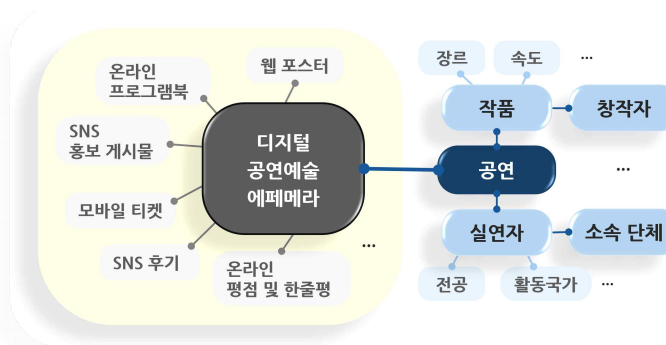 온라인
프로그램북
웹 포스터
SNS
홍보 게시물
모바일 티켓
SNS 후기
온라인
평점 및 한줄평
...
디지털
공연예술
에페메라
장르
속도
...
작품
창작자
공연
...
실연자
소속 단체
전공
활동국가
...